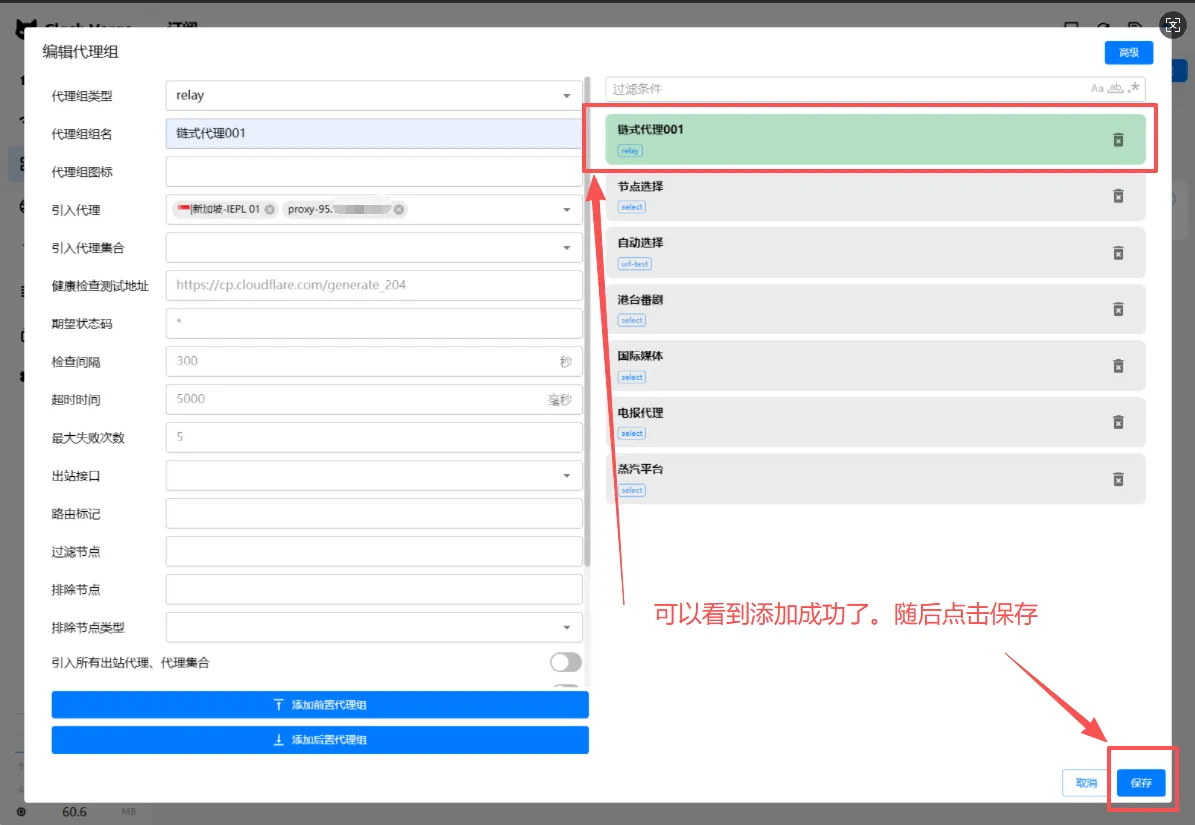 编辑代理组
高级
代理组类型
relay
代理组组名
链式代理001
代理组图标
引入代理
新加坡-IEPL 01
proxy-95.
引入代理集合
健康检查测试地址
https://cp.cloudflare.com/generate_204
期望状态码
*
检查间隔
300
秒
超时时间
5000
毫秒
最大失败次数
5
出站接口
路由标记
过滤节点
排除节点
排除节点类型
引入所有出站代理、代理集合
添加前置代理组
添加后置代理组
过滤条件
Aa ab .*
链式代理001
relay
节点选择
select
自动选择
url-test
港台番剧
select
国际媒体
select
电报代理
select
蒸汽平台
select
可以看到添加成功了。随后点击保存
取消
保存
60.6
MB